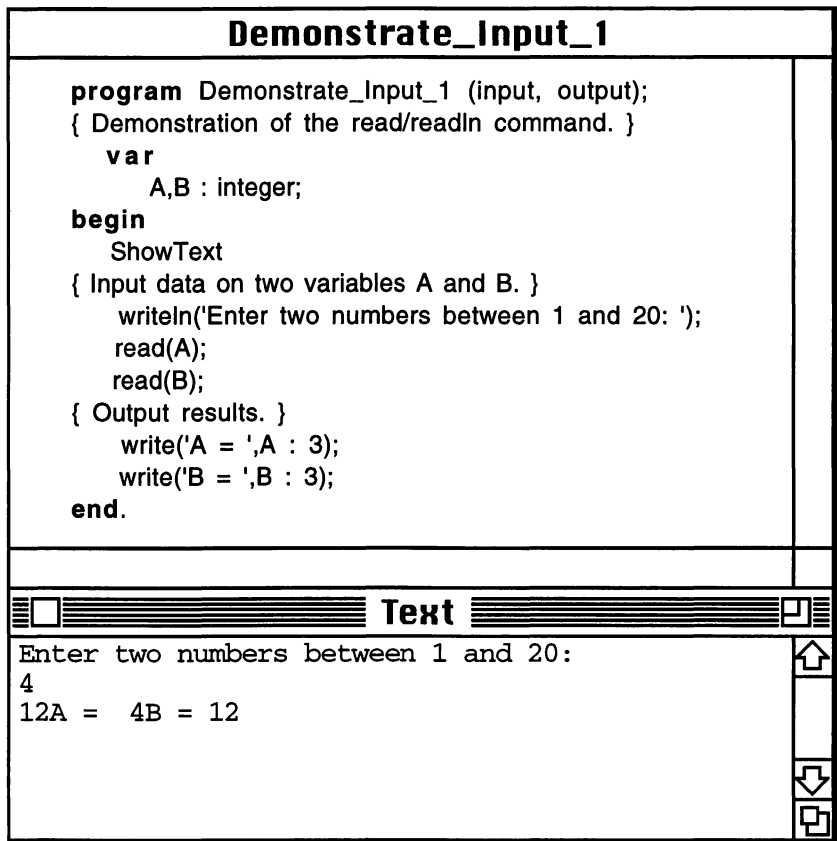 Demonstrate_Input_1
program Demonstrate_Input_1 (input, output);
{ Demonstration of the read/readln command. }
var
A,B : integer;
begin
ShowText
{ Input data on two variables A and B. }
writeln('Enter two numbers between 1 and 20: ');
read(A);
read(B);
{ Output results. }
write('A = ',A : 3);
write('B = ',B : 3);
end.
Text
Enter two numbers between 1 and 20:
4
12A =  4B = 12